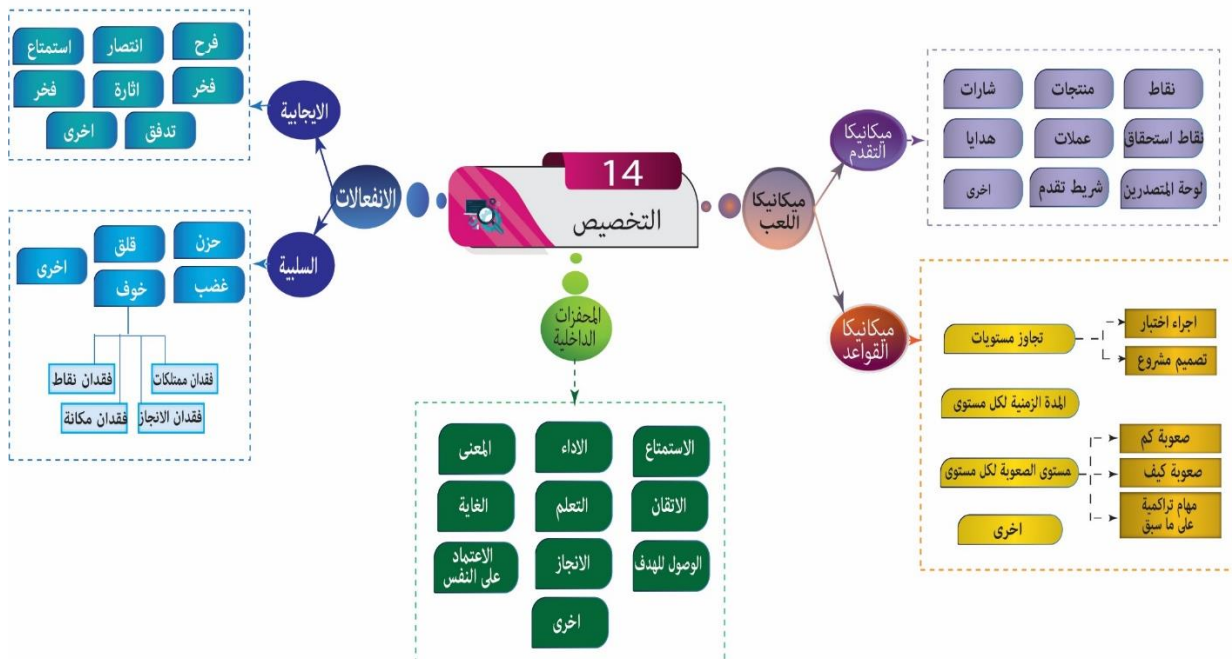 14
التخصيص
ميكانيكا
اللعب
ميكانيكا
التقدم
نقاط
منتجات
شارات
نقاط استحقاق
عملات
هدايا
لوحة المتصدرين
شريط تقدم
اخرى
ميكانيكا
القواعد
تجاوز مستويات
اجراء اختبار
تصميم مشروع
المدة الزمنية لكل مستوى
مستوى الصعوبة لكل مستوى
صعوبة كم
صعوبة كيف
مهام تراكمية
على ما سبق
اخرى
المحفزات
الداخلية
الاستمتاع
الاداء
المعنى
الاتقان
التعلم
الغاية
الوصول للهدف
الانجاز
الاعتماد
على النفس
اخرى
الانفعالات
الايجابية
فرح
انتصار
استمتاع
فخر
اثارة
فخر
تدفق
اخرى
السلبية
حزن
قلق
اخرى
غضب
خوف
فقدان ممتلكات
فقدان نقاط
فقدان الانجاز
فقدان مكانة